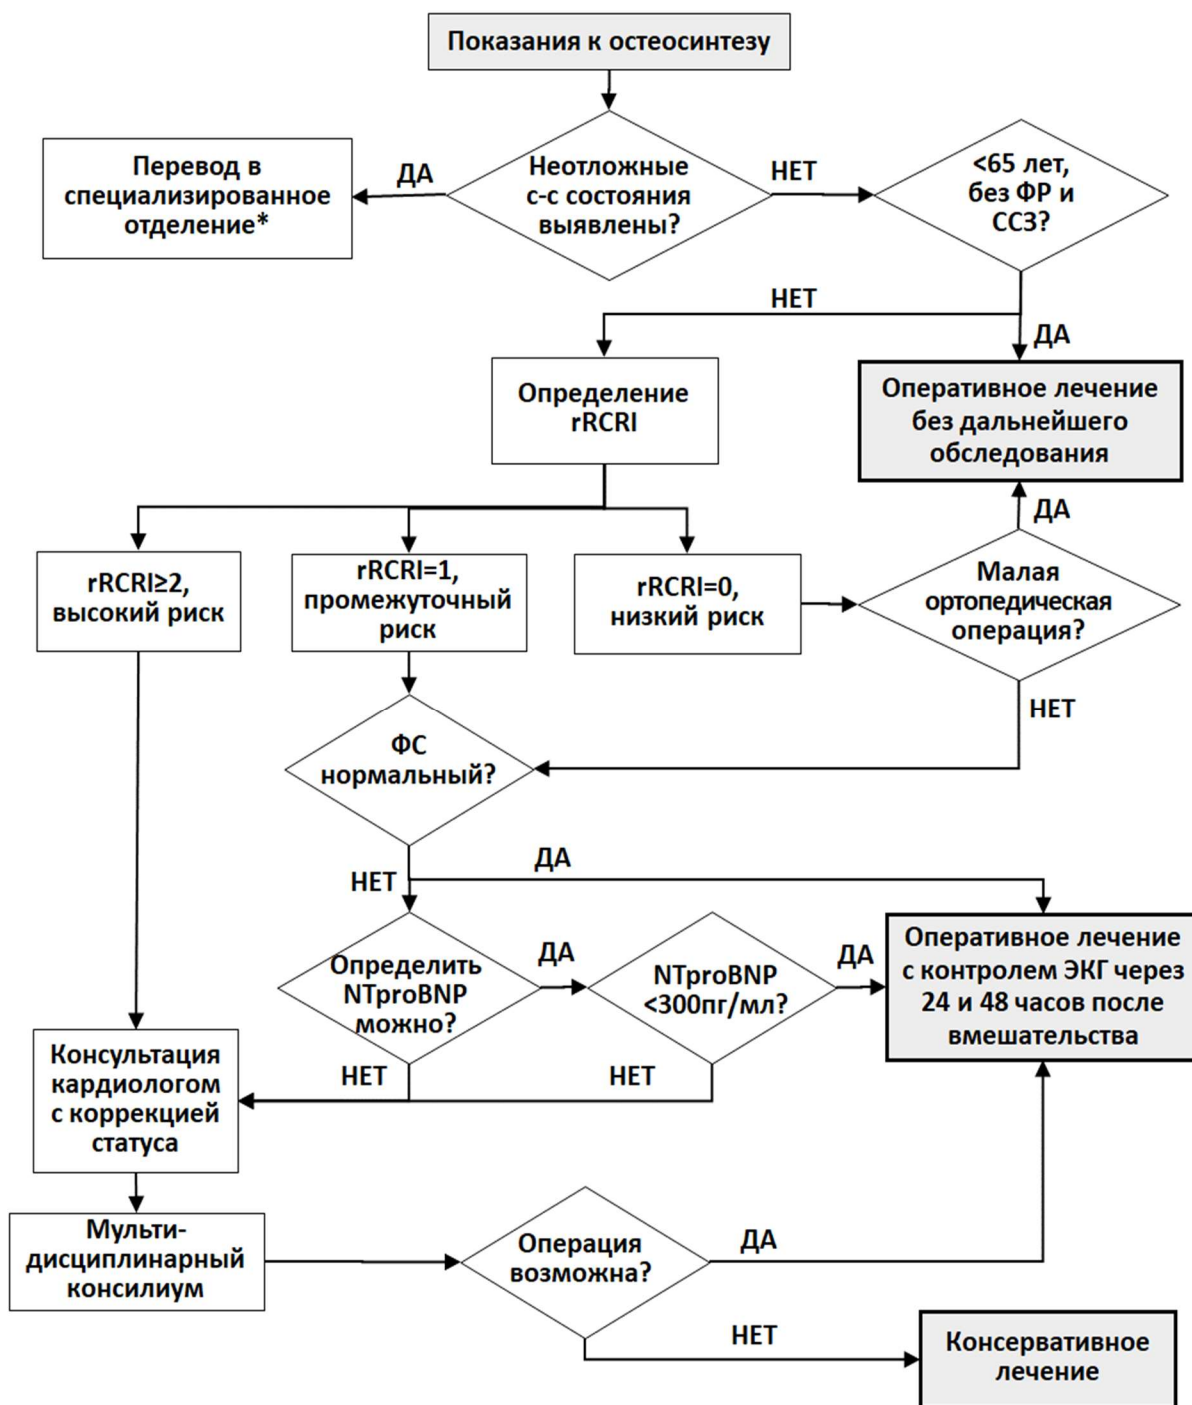 Показания к остеосинтезу
Неотложные
с-с состояния
выявлены?
ДА
НЕТ
Перевод в
специализированное
отделение*
<65 лет,
без ФР и
ССЗ?
НЕТ
ДА
Определение
rRCRI
Оперативное лечение
без дальнейшего
обследования
ДА
rRCRI≥2,
высокий риск
rRCRI=1,
промежуточный
риск
rRCRI=0,
низкий риск
Малая
ортопедическая
операция?
НЕТ
ФС
нормальный?
ДА
НЕТ
Определить
NTproBNP
можно?
ДА
NTproBNP
<300пг/мл?
ДА
Оперативное лечение
с контролем ЭКГ через
24 и 48 часов после
вмешательства
НЕТ
НЕТ
Консультация
кардиологом
с коррекцией
статуса
Мульти-
дисциплинарный
консилиум
Операция
возможна?
ДА
НЕТ
Консервативное
лечение